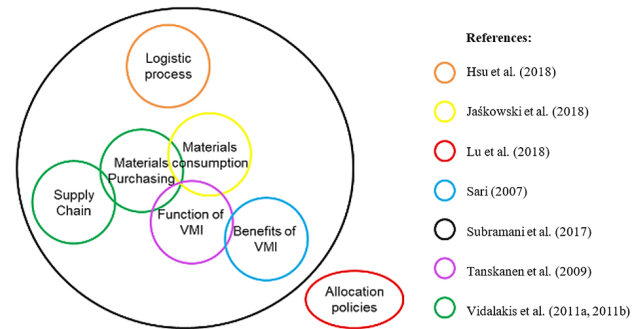 Logistic
process
Materials
consumption
Materials
Purchasing
Supply
Chain
Function of
VMI
Benefits of
VMI
Allocation
policies
References:
Hsu et al. (2018)
Jaśkowski et al. (2018)
Lu et al. (2018)
Sari (2007)
Subramani et al. (2017)
Tanskanen et al. (2009)
Vidalakis et al. (2011a, 2011b)